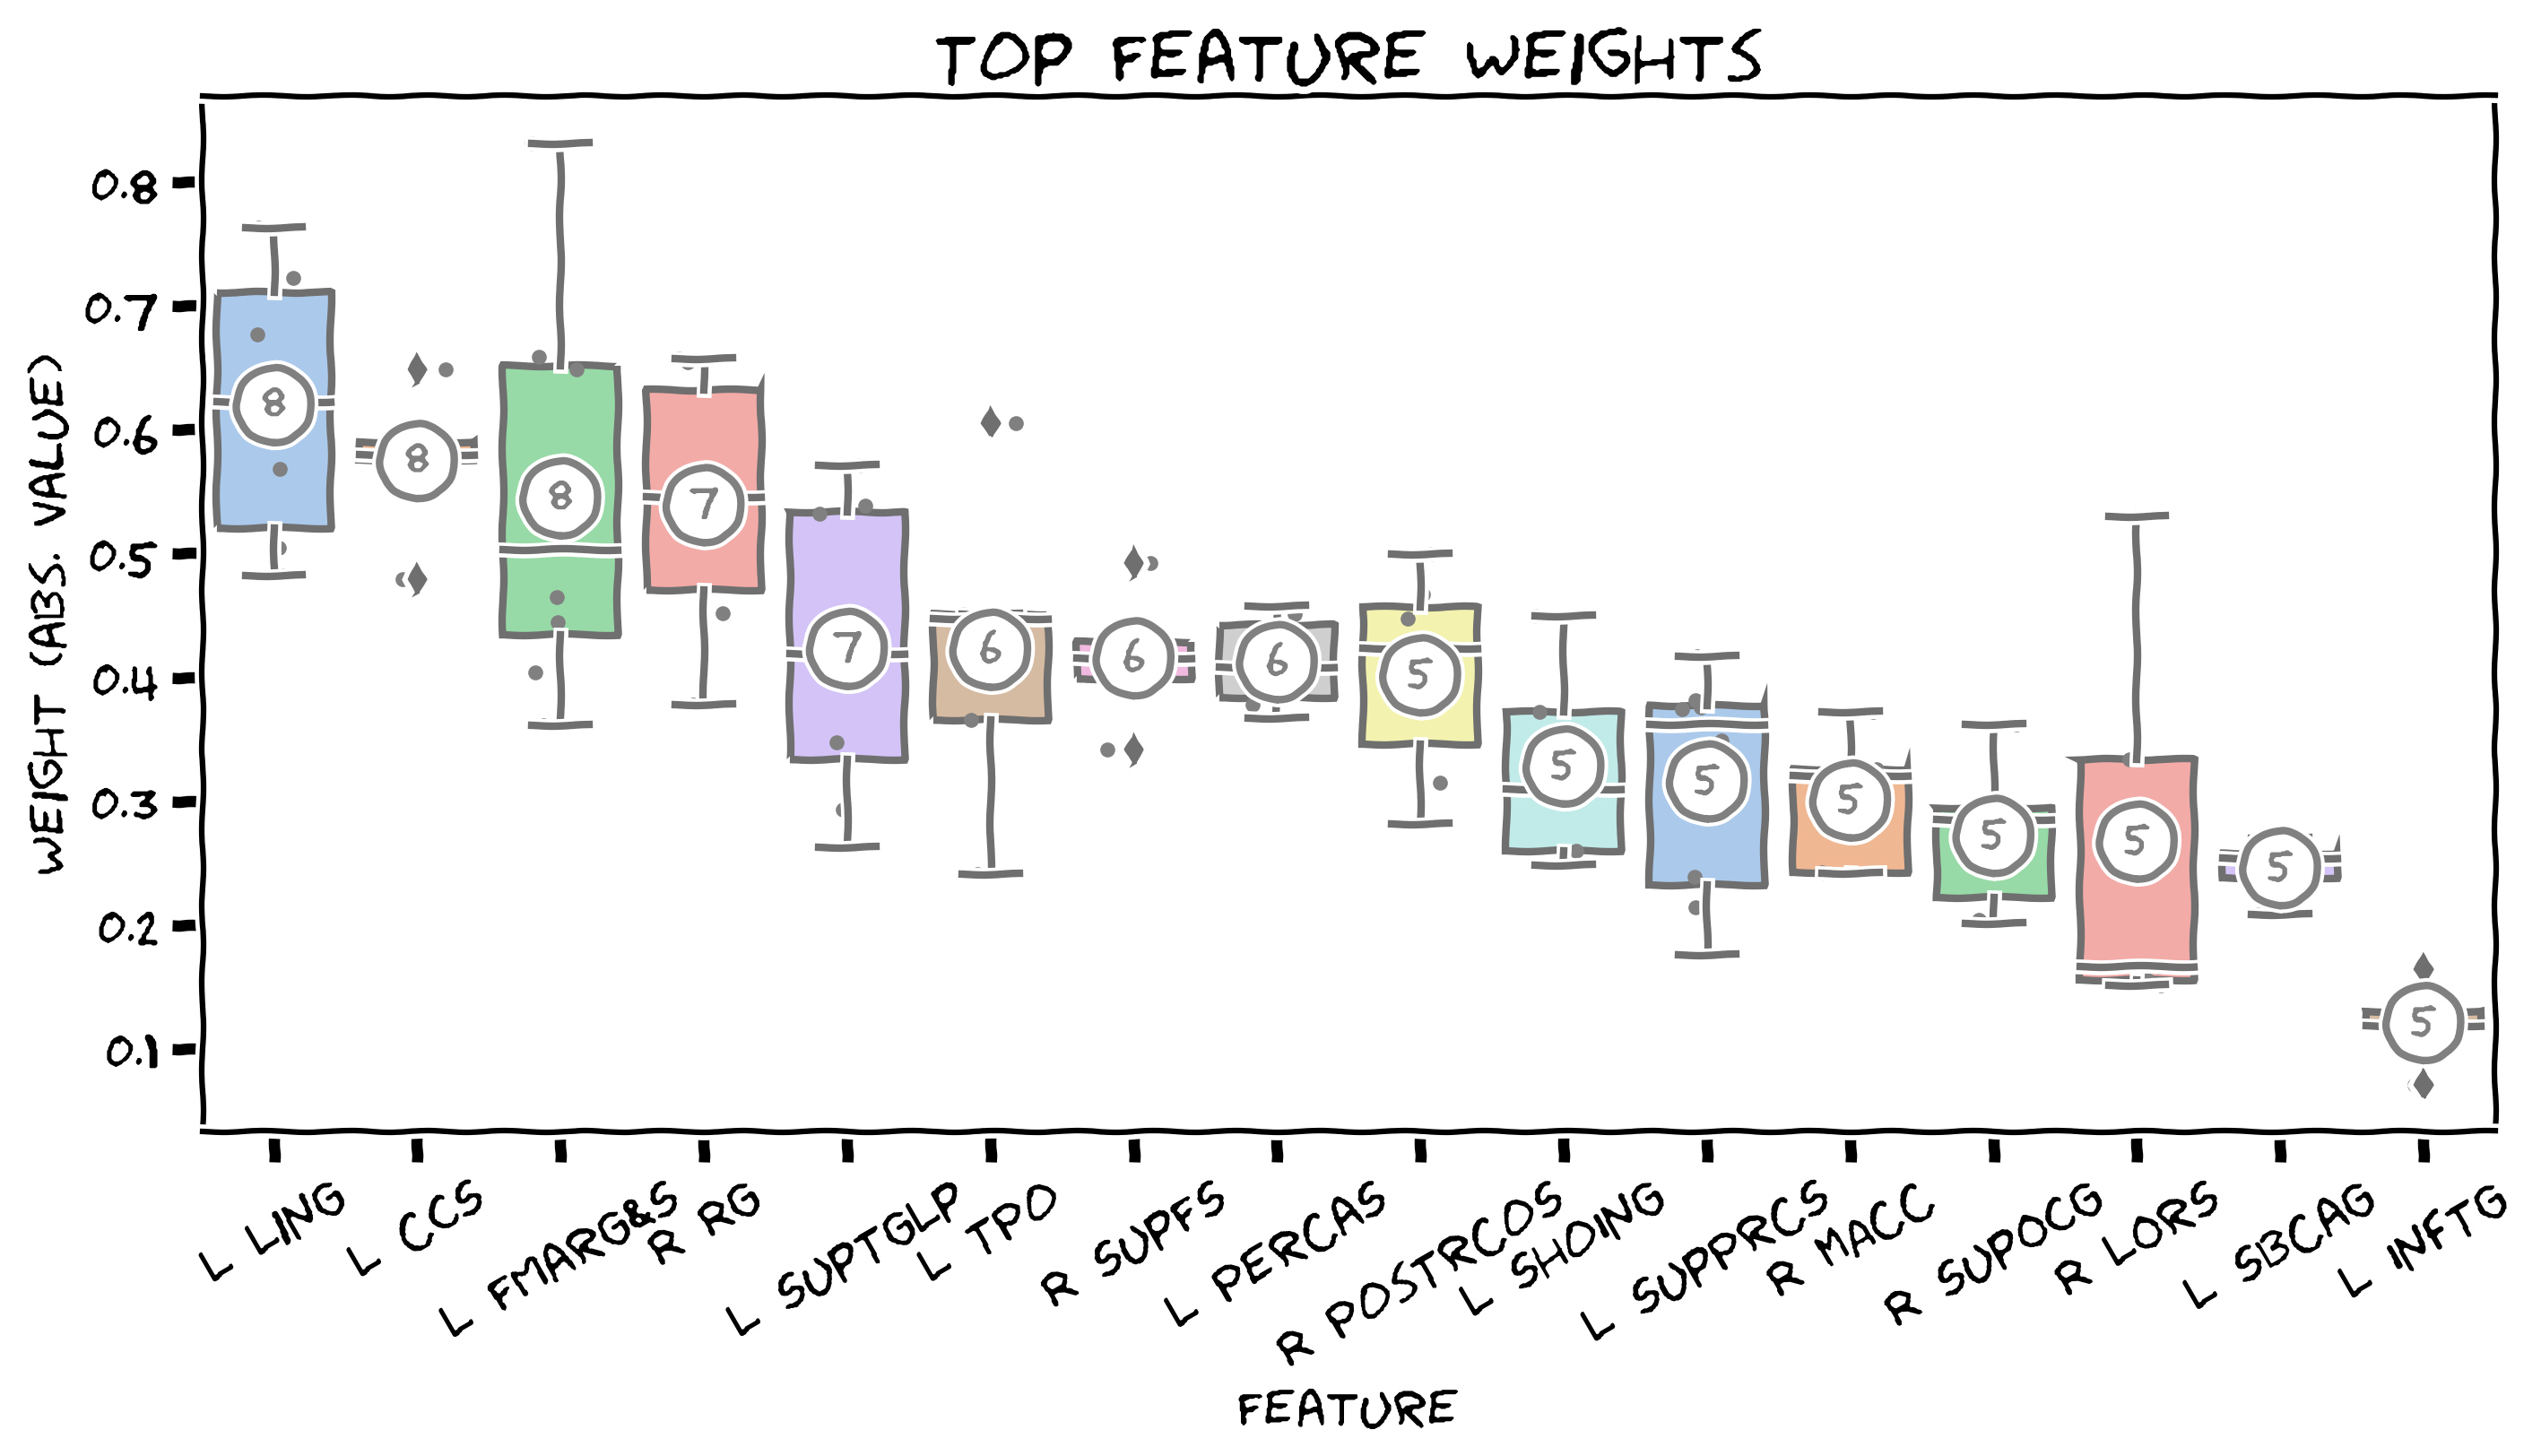 TOP FEATURE WEIGHTS
WEIGHT (ABS. VALUE)
0.8
0.7
0.6
0.5
0.4
0.3
0.2
0.1
8
8
8
7
7
6
6
6
5
5
5
5
5
5
5
5
L LING
L CCS
L FMARG&S
R RG
L SUPTGLP
L TPO
R SUPFS
L PERCAS
R POSTRCOS
L SHOING
L SUPPRCS
R MACC
R SUPOCG
R LORS
L SBCAG
L INFTG
FEATURE